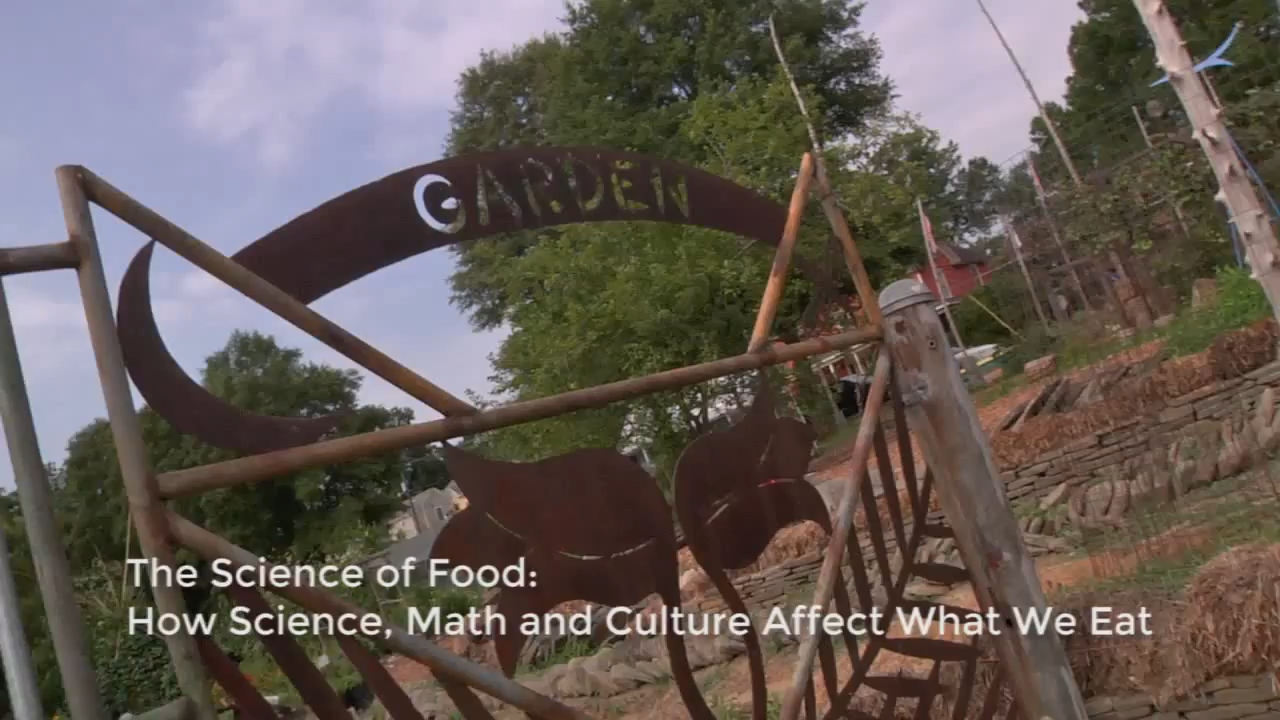 GARDEN
The Science of Food:
How Science, Math and Culture Affect What We Eat